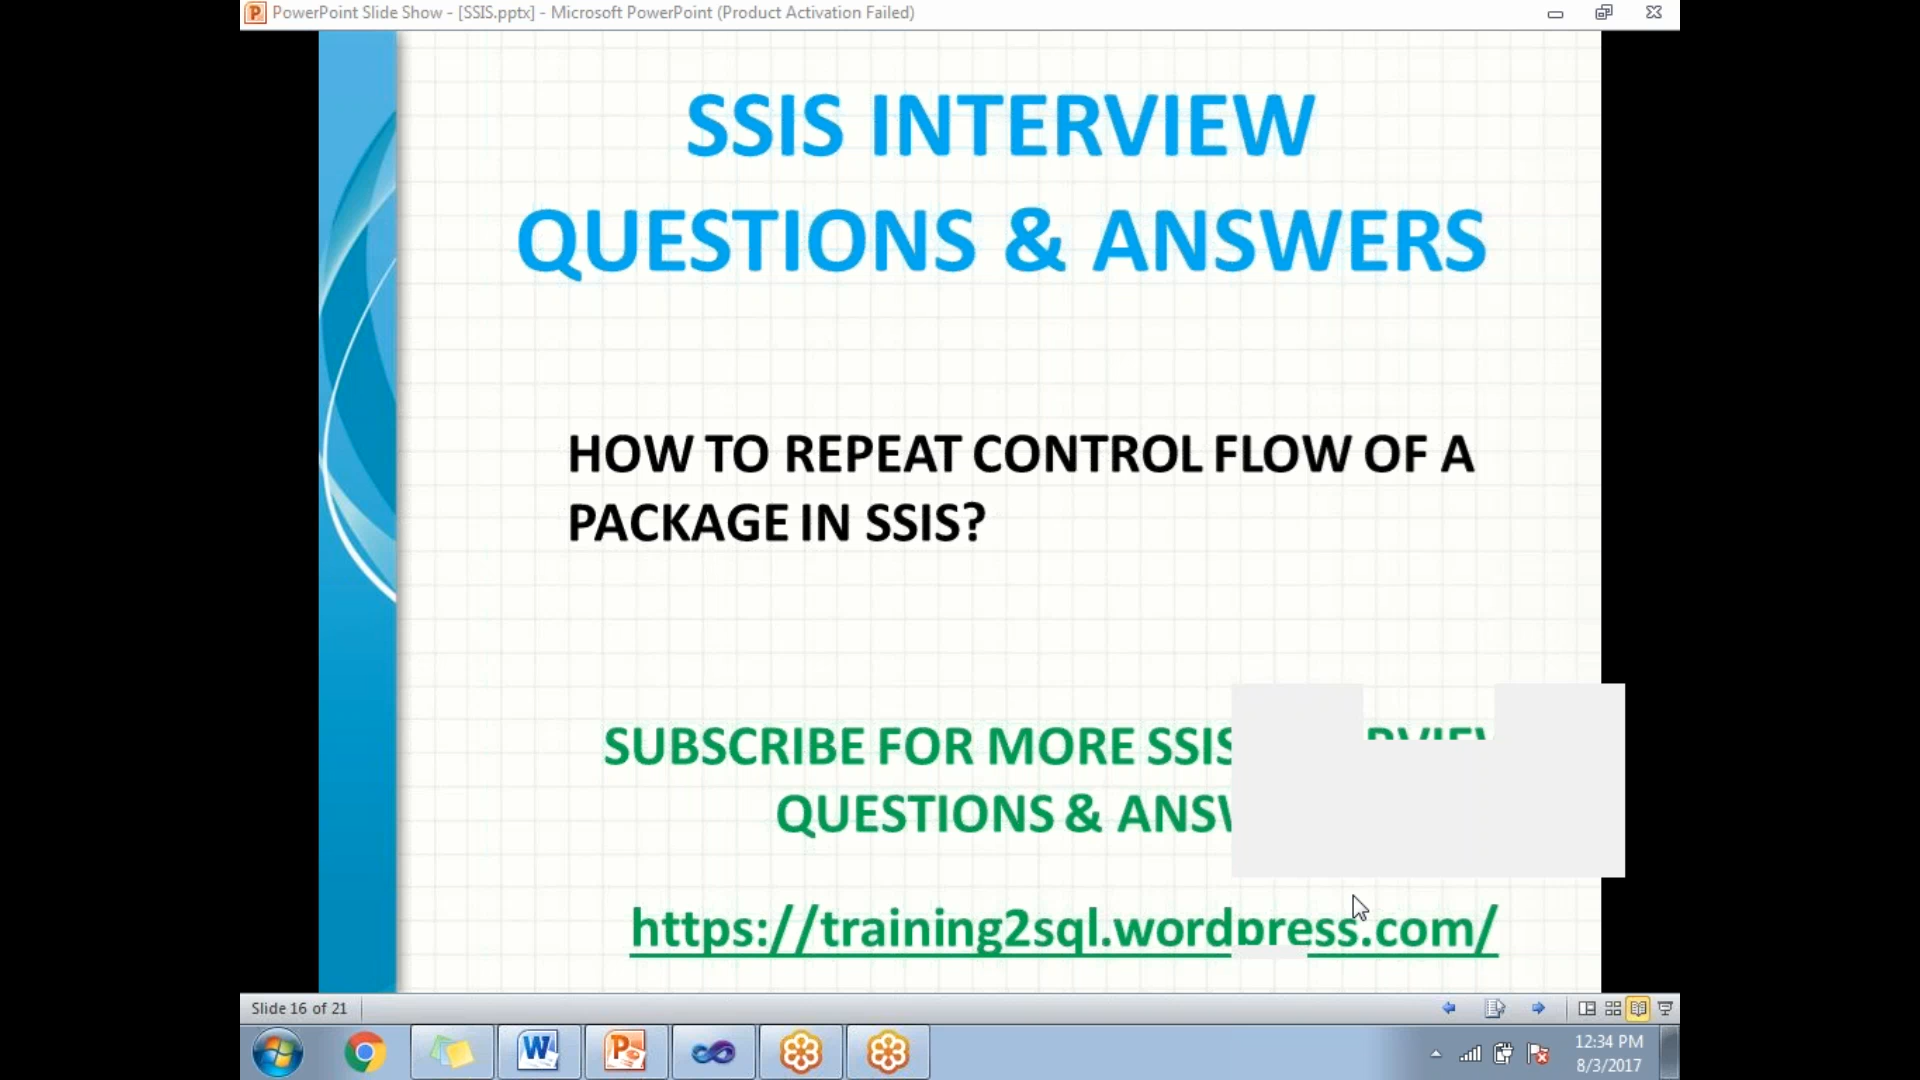 PowerPoint Slide Show - [SSIS.pptx] - Microsoft PowerPoint (Product Activation Failed)
SSIS INTERVIEW
QUESTIONS & ANSWERS
HOW TO REPEAT CONTROL FLOW OF A
PACKAGE IN SSIS?
SUBSCRIBE FOR MORE SSIS
QUESTIONS &
https://training2sql.wordpress.com/
Slide 16 of 21
12:34 PM
8/3/2017